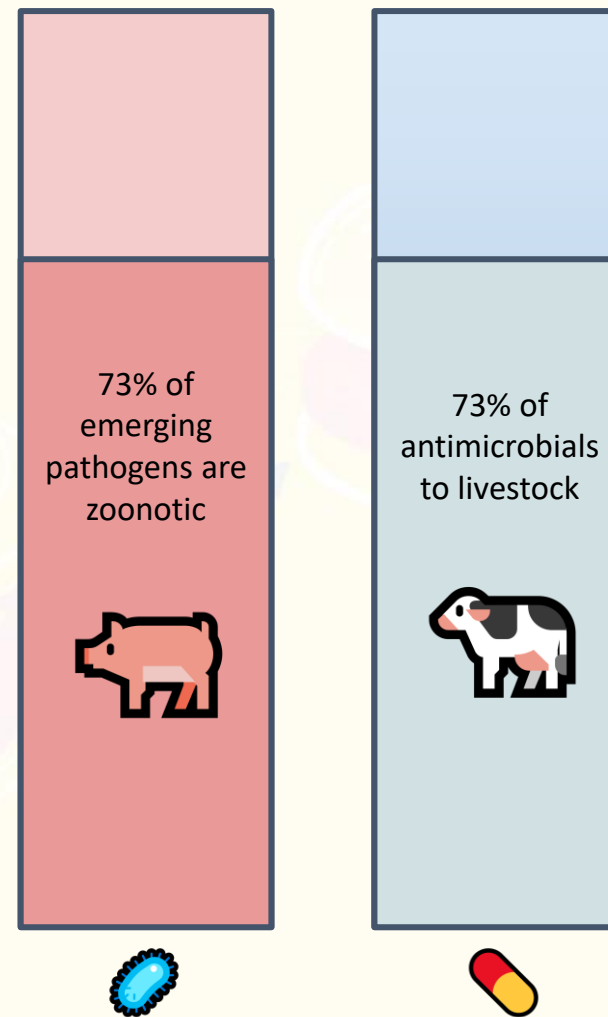 73% of
emerging
pathogens are
zoonotic
73% of
antimicrobials
to livestock